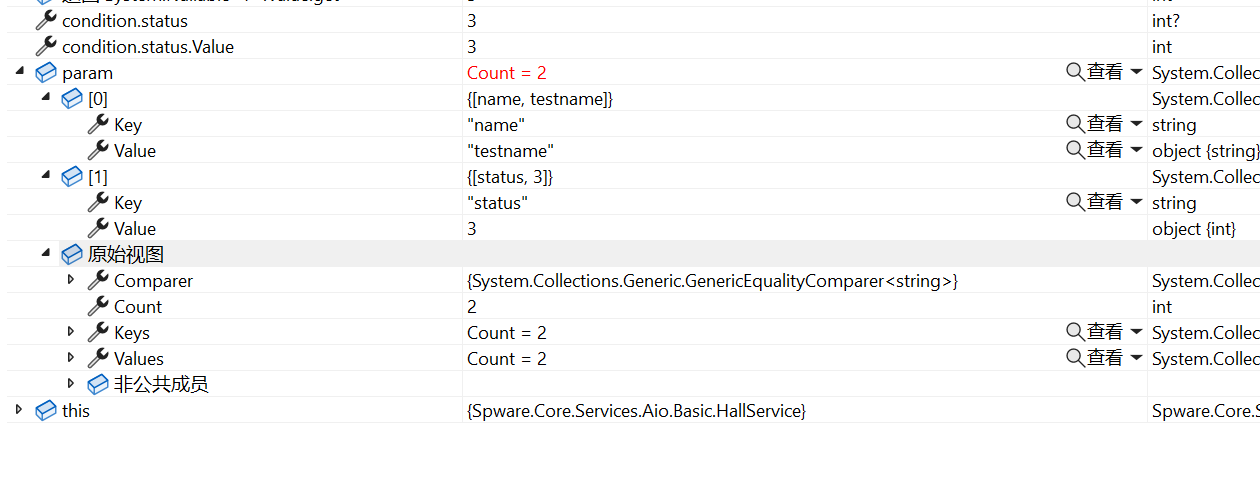 condition.status 3 int?
condition.status.Value 3 int
param Count = 2 查看 System.Collec
[0] {[name, testname]} System.Collec
Key "name" 查看 string
Value "testname" 查看 object {string}
[1] {[status, 3]} System.Collec
Key "status" 查看 string
Value 3 object {int}
原始视图
Comparer {System.Collections.Generic.GenericEqualityComparer<string>} System.Collec
Count 2 int
Keys Count = 2 查看 System.Collec
Values Count = 2 查看 System.Collec
非公共成员
this {Spware.Core.Services.Aio.Basic.HallService} Spware.Core.S